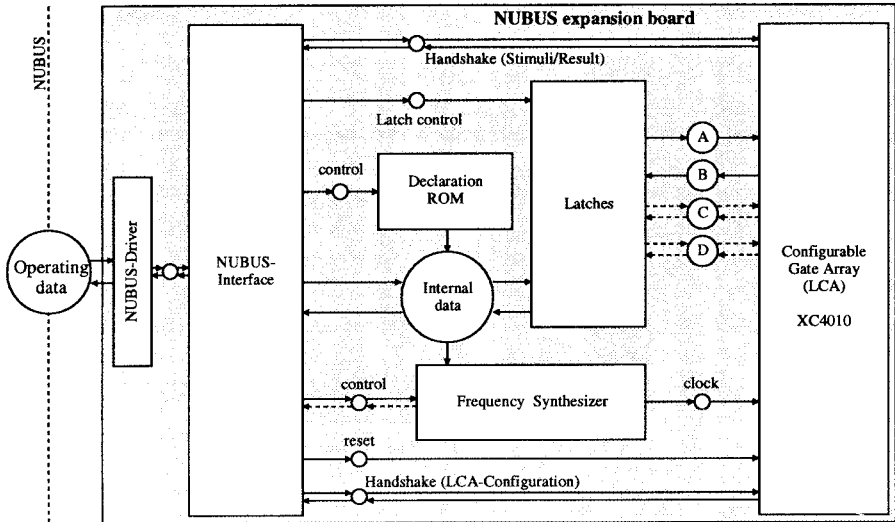 NUBUS expansion board
NUBUS
Handshake (Stimuli/Result)
Latch control
A
B
C
D
control
Declaration
ROM
Latches
NUBUS-Driver
Operating
data
NUBUS-
Interface
Internal
data
Configurable
Gate Array
(LCA)
XC4010
control
Frequency Synthesizer
clock
reset
Handshake (LCA-Configuration)